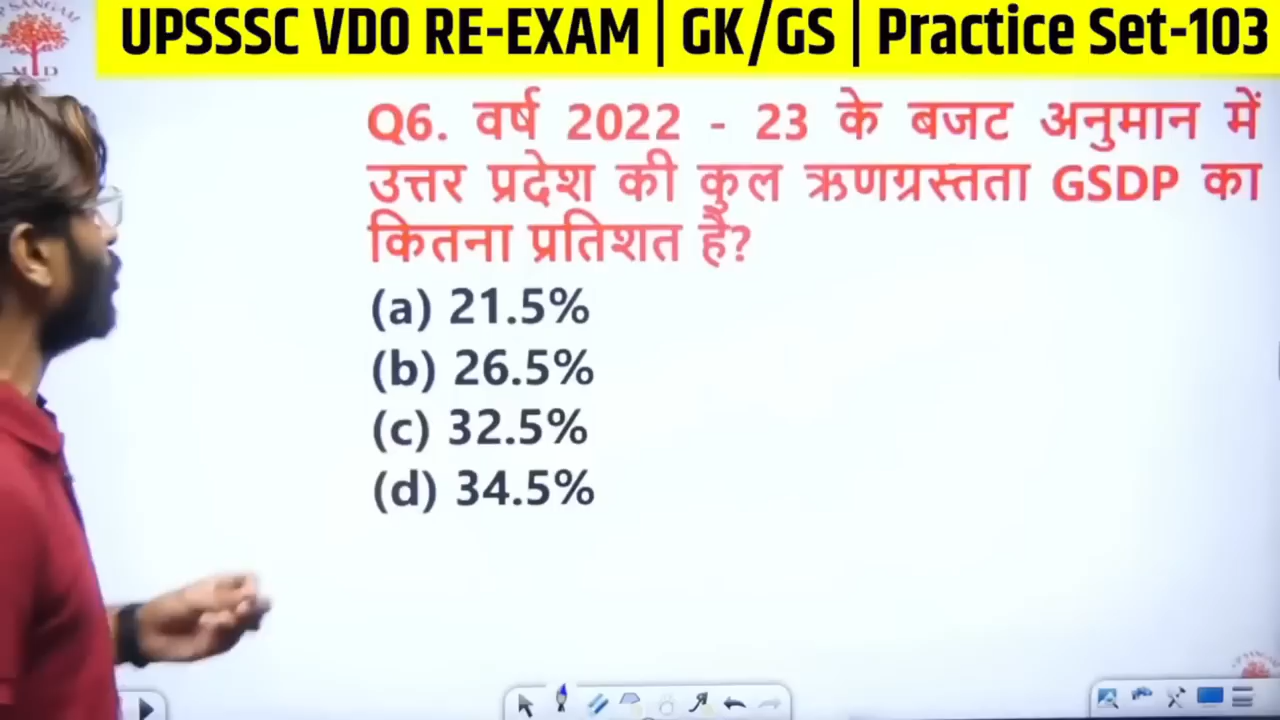 P SANGAM
UPSSSC VDO RE-EXAM | GK/GS | Practice Set-103
M D
Q6. वर्ष 2022 - 23 के बजट अनुमान में
उत्तर प्रदेश की कुल ऋणग्रस्तता GSDP का
कितना प्रतिशत है?
(a) 21.5%
(b) 26.5%
(c) 32.5%
(d) 34.5%